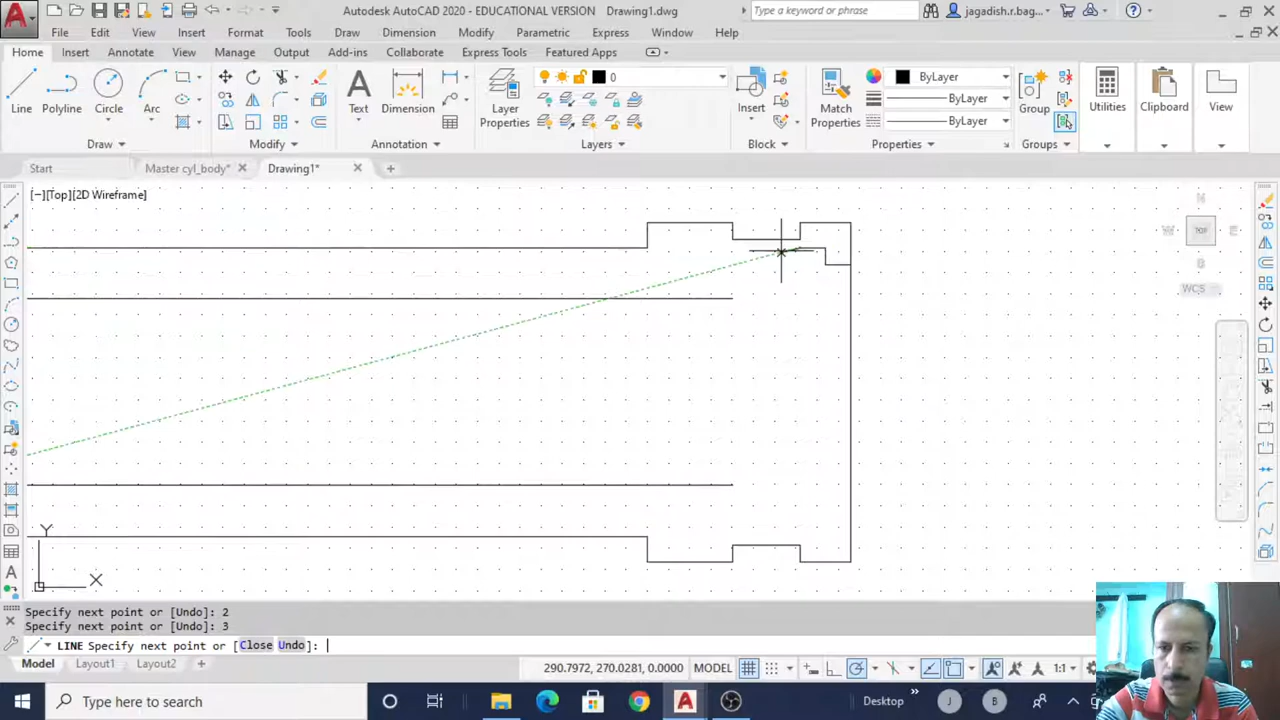 Autodesk AutoCAD 2020 - EDUCATIONAL VERSION Drawing1.dwg
Type a keyword or phrase
jagadish.r.bag...
File Edit View Insert Format Tools Draw Dimension Modify Parametric Express Window Help
Home Insert Annotate View Manage Output Add-ins Collaborate Express Tools Featured Apps
0
ByLayer
ByLayer
ByLayer
Line Polyline Circle Arc
Text Dimension
Layer Properties
Insert
Match Properties
Group
Utilities
Clipboard
View
Draw Modify Annotation Layers Block Properties Groups
Start Master cyl_body* Drawing1*
[−][Top][2D Wireframe]
N
W TOP E
S
WCS
Y
X
Specify next point or [Undo]: 2
Specify next point or [Undo]: 3
LINE Specify next point or [Close Undo]:
Model Layout1 Layout2
290.7972, 270.0281, 0.0000 MODEL
1:1
Type here to search
Desktop
J
B